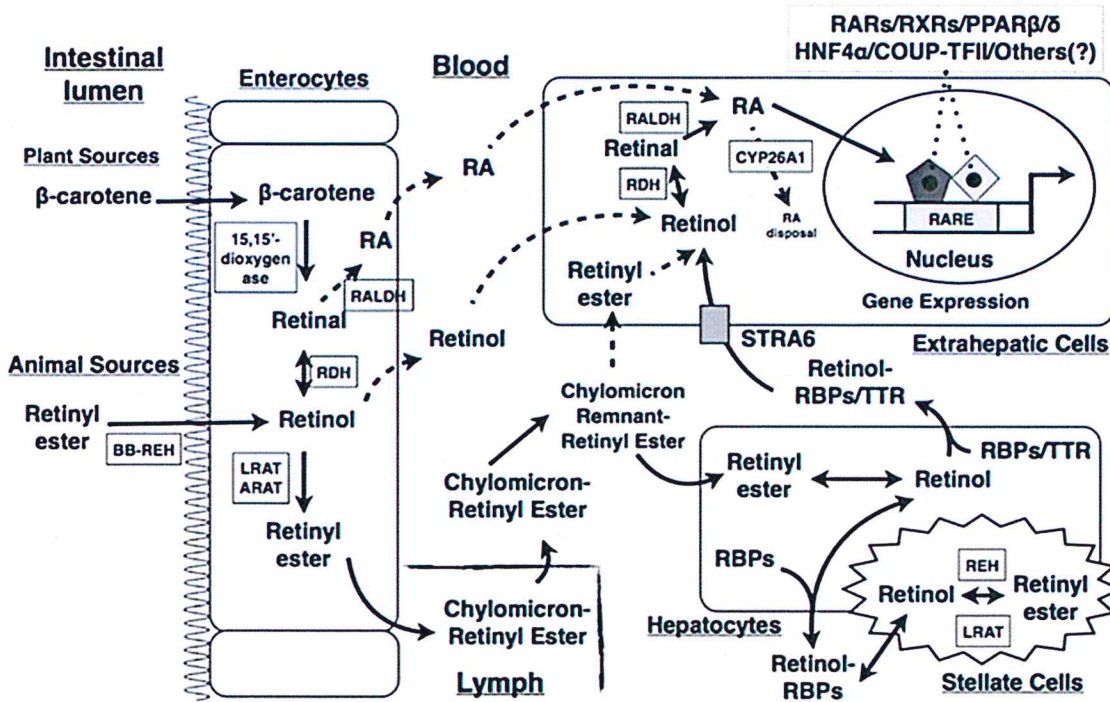 RARs/RXRs/PPARβ/δ
HNF4α/COUP-TFII/Others(?)
Intestinal
lumen
Enterocytes
Blood
Plant Sources
β-carotene
β-carotene
15,15'-
dioxygen
ase
RA
RALDH
Retinal
RDH
Animal Sources
Retinyl
ester
BB-REH
Retinol
LRAT
ARAT
Retinyl
ester
RA
Retinol
Chylomicron
Remnant-
Retinyl Ester
Chylomicron-
Retinyl Ester
Chylomicron-
Retinyl Ester
Lymph
RALDH
RA
Retinal
CYP26A1
RDH
Retinol
RA
disposal
Retinyl
ester
RARE
Nucleus
Gene Expression
STRA6
Extrahepatic Cells
Retinol-
RBPs/TTR
RBPs/TTR
Retinyl
ester
Retinol
RBPs
REH
Retinol
Retinyl
ester
LRAT
Hepatocytes
Retinol-
RBPs
Stellate Cells